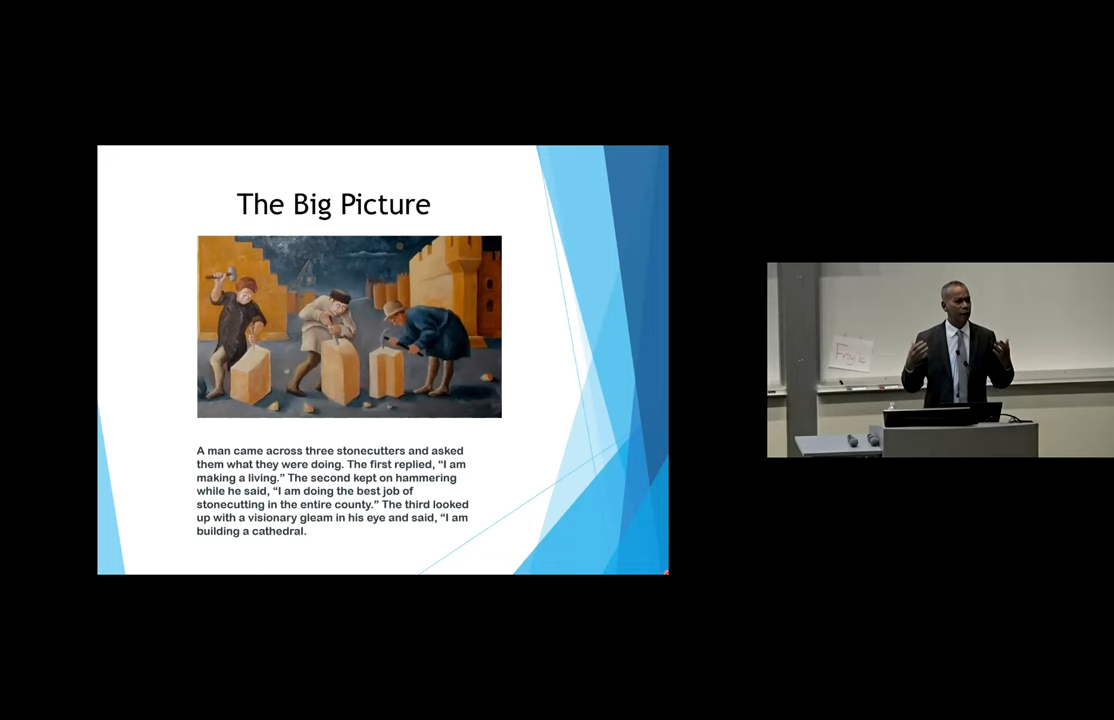 The Big Picture
A man came across three stonecutters and asked
them what they were doing. The first replied, “I am
making a living.” The second kept on hammering
while he said, “I am doing the best job of
stonecutting in the entire county.” The third looked
up with a visionary gleam in his eye and said, “I am
building a cathedral.